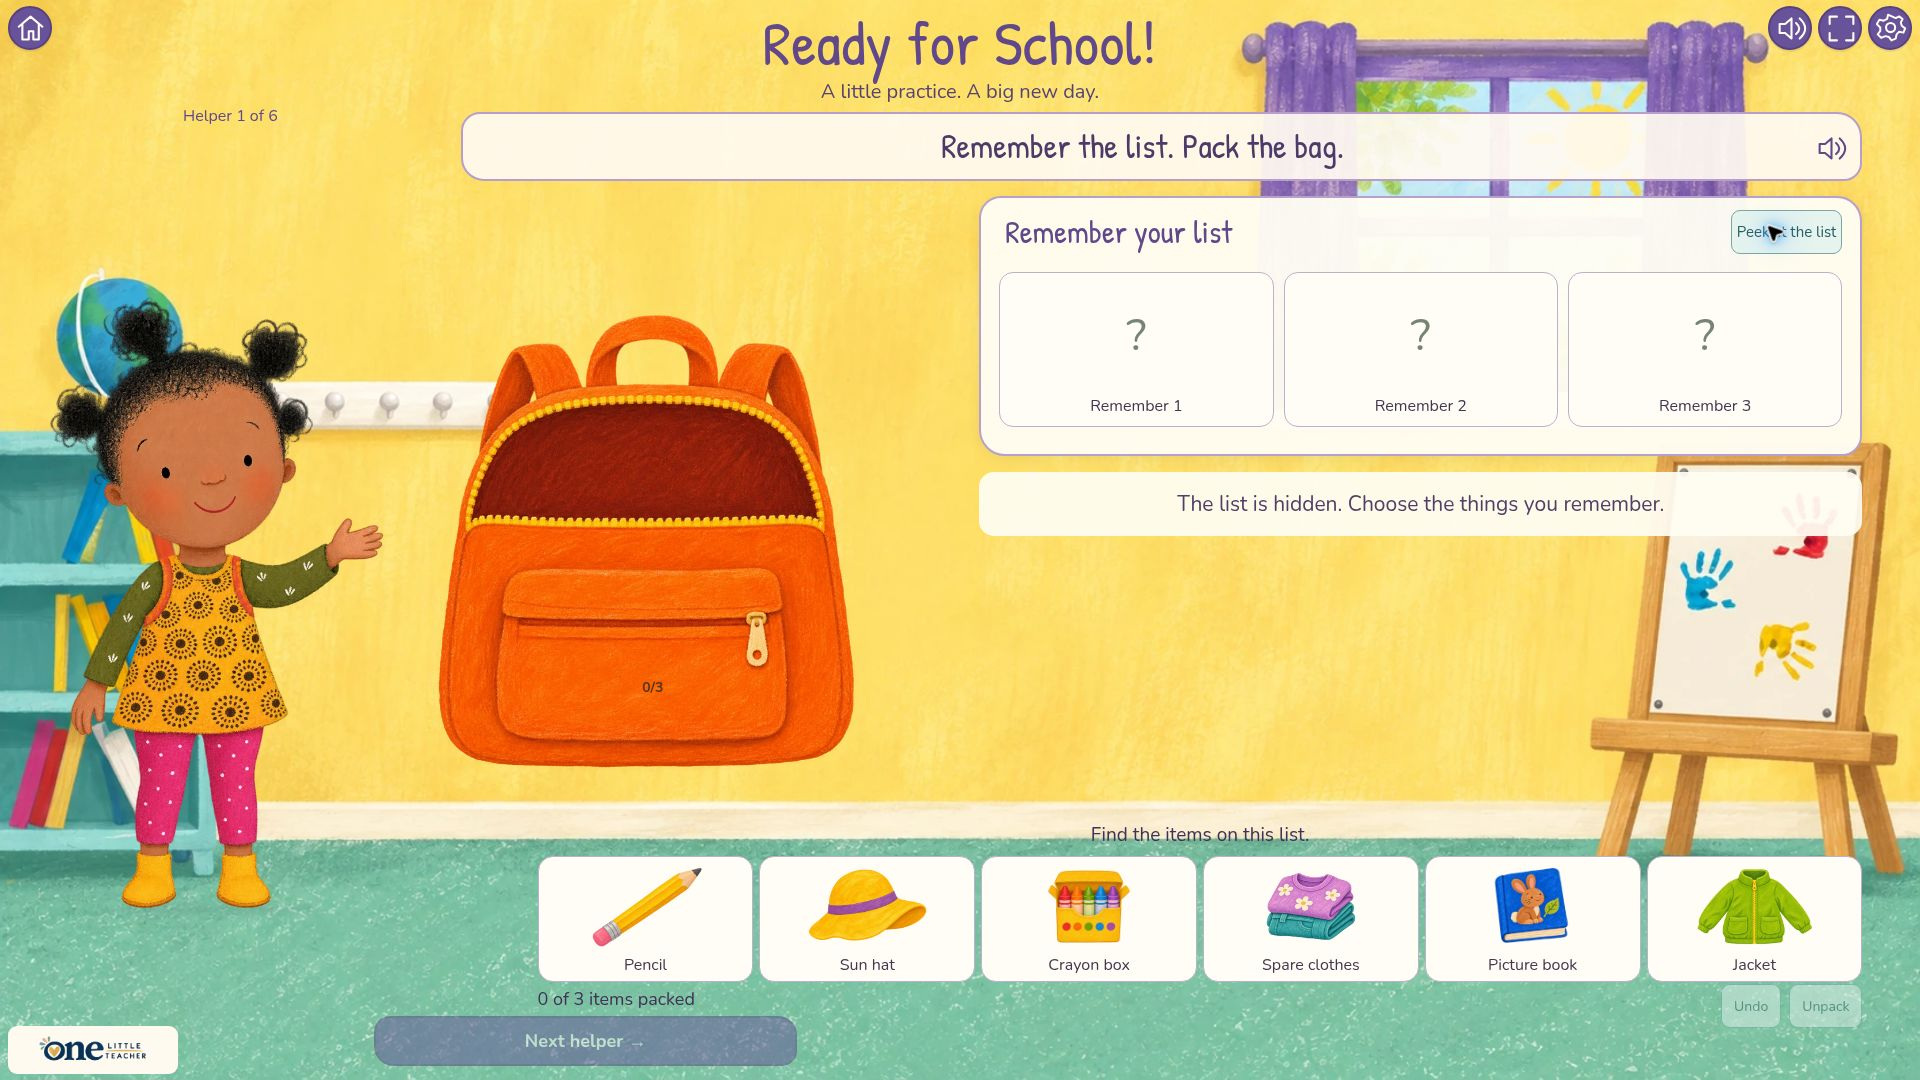 Ready for School!
A little practice. A big new day.
Helper 1 of 6
Remember the list. Pack the bag.
Remember your list
Peek at the list
?
?
?
Remember 1
Remember 2
Remember 3
The list is hidden. Choose the things you remember.
0/3
Find the items on this list.
Pencil
Sun hat
Crayon box
Spare clothes
Picture book
Jacket
0 of 3 items packed
Undo
Unpack
Next helper →
one LITTLE
TEACHER